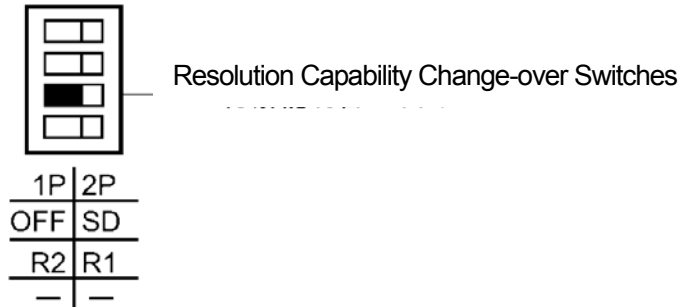 Resolution Capability Change-over Switches
1P 2P
OFF SD
R2 R1
— —